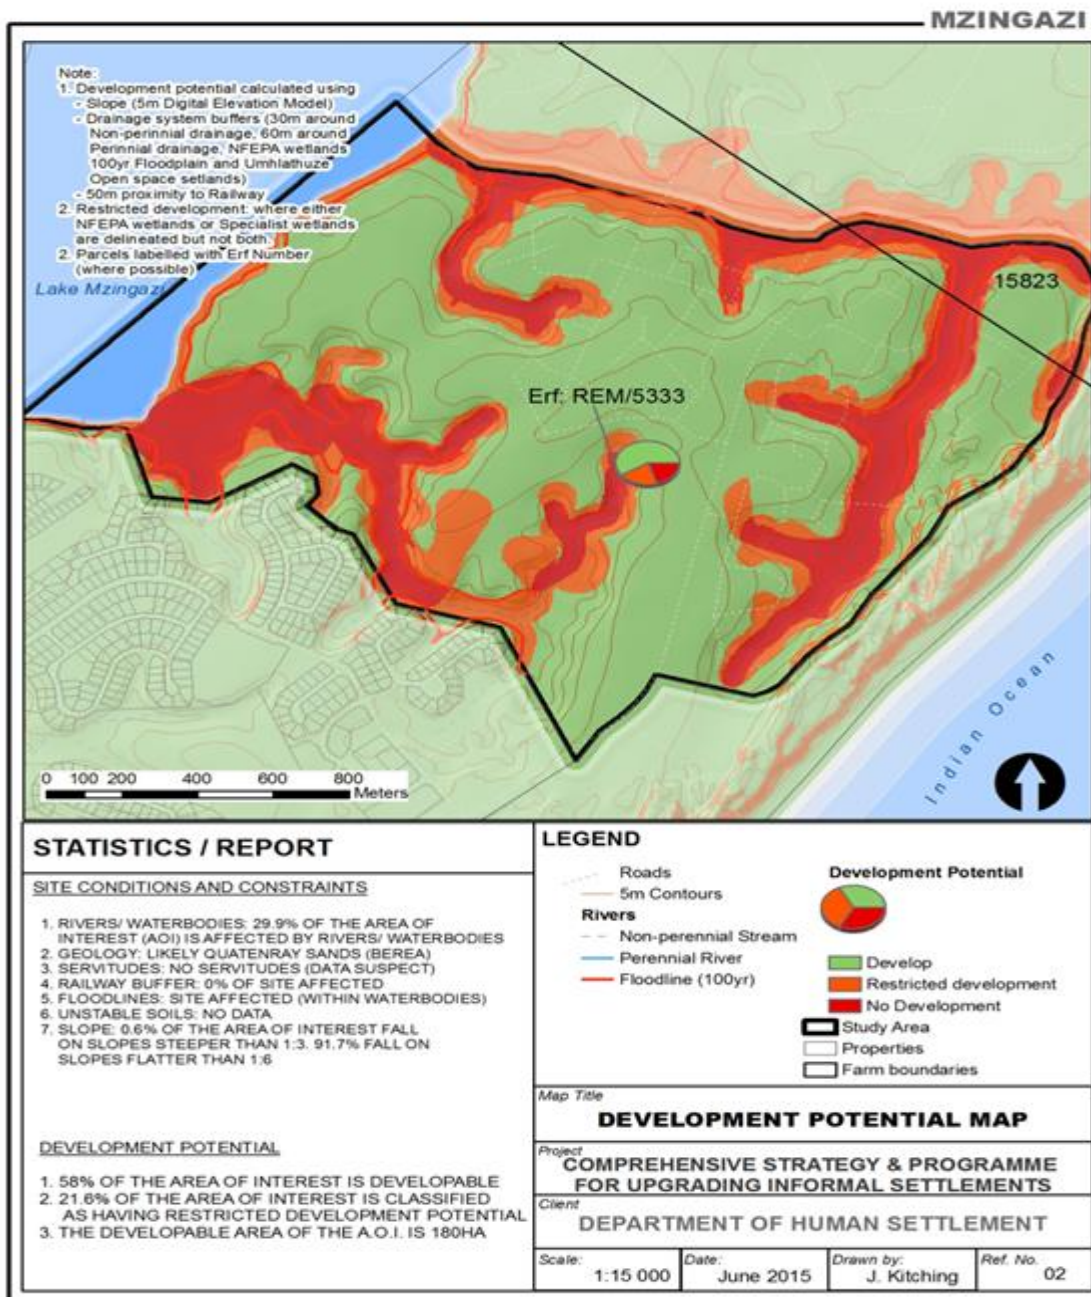 MZINGAZI
Note:
1. Development potential calculated using
- Slope (5m Digital Elevation Model)
- Drainage system buffers (30m around
Non-perinnial drainage, 60m around
Perinnial drainage, NFEPA wetlands
100yr Floodplain and Umhlathuze
Open space setlands)
- 50m proximity to Railway
2. Restricted development: where either
NFEPA wetlands or Specialist wetlands
are delineated but not both.
2. Parcels labelled with Erf Number
(where possible)
Lake Mzingazi
15823
Erf: REM/5333
Indian Ocean
0 100 200 400 600 800
Meters
STATISTICS / REPORT
SITE CONDITIONS AND CONSTRAINTS
1. RIVERS/ WATERBODIES: 29.9% OF THE AREA OF
INTEREST (AOI) IS AFFECTED BY RIVERS/ WATERBODIES
2. GEOLOGY: LIKELY QUATENRAY SANDS (BEREA)
3. SERVITUDES: NO SERVITUDES (DATA SUSPECT)
4. RAILWAY BUFFER: 0% OF SITE AFFECTED
5. FLOODLINES: SITE AFFECTED (WITHIN WATERBODIES)
6. UNSTABLE SOILS: NO DATA
7. SLOPE: 0.6% OF THE AREA OF INTEREST FALL
ON SLOPES STEEPER THAN 1:3. 91.7% FALL ON
SLOPES FLATTER THAN 1:6
DEVELOPMENT POTENTIAL
1. 58% OF THE AREA OF INTEREST IS DEVELOPABLE
2. 21.6% OF THE AREA OF INTEREST IS CLASSIFIED
AS HAVING RESTRICTED DEVELOPMENT POTENTIAL
3. THE DEVELOPABLE AREA OF THE A.O.I. IS 180HA
LEGEND
Roads
5m Contours
Rivers
Non-perennial Stream
Perennial River
Floodline (100yr)
Development Potential
Develop
Restricted development
No Development
Study Area
Properties
Farm boundaries
Map Title
DEVELOPMENT POTENTIAL MAP
Project
COMPREHENSIVE STRATEGY & PROGRAMME
FOR UPGRADING INFORMAL SETTLEMENTS
Client
DEPARTMENT OF HUMAN SETTLEMENT
Scale: 1:15 000
Date: June 2015
Drawn by: J. Kitching
Ref. No. 02